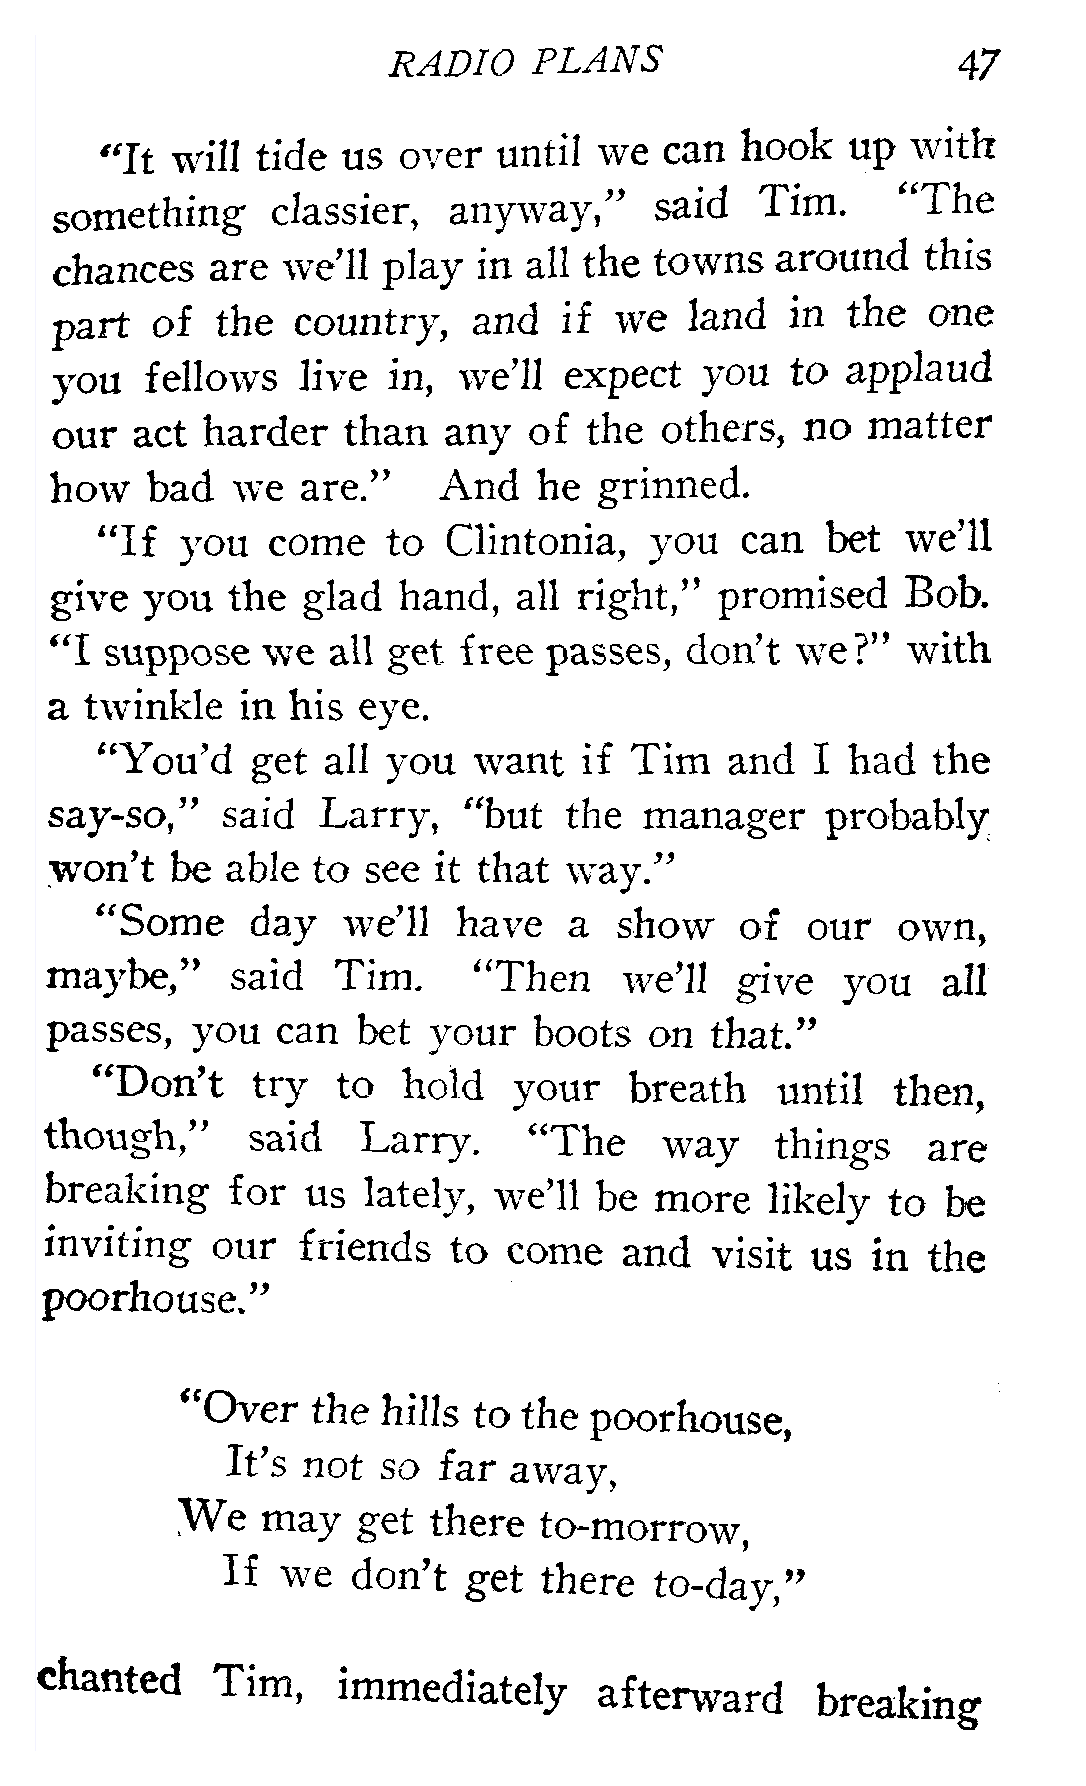 RADIO PLANS 47
“It will tide us over until we can hook up with
something classier, anyway,” said Tim. “The
chances are we’ll play in all the towns around this
part of the country, and if we land in the one
you fellows live in, we’ll expect you to applaud
our act harder than any of the others, no matter
how bad we are.” And he grinned.
“If you come to Clintonia, you can bet we’ll
give you the glad hand, all right,” promised Bob.
“I suppose we all get free passes, don’t we?” with
a twinkle in his eye.
“You’d get all you want if Tim and I had the
say-so,” said Larry, “but the manager probably
won’t be able to see it that way.”
“Some day we’ll have a show of our own,
maybe,” said Tim. “Then we’ll give you all
passes, you can bet your boots on that.”
“Don’t try to hold your breath until then,
though,” said Larry. “The way things are
breaking for us lately, we’ll be more likely to be
inviting our friends to come and visit us in the
poorhouse.”
“Over the hills to the poorhouse,
It’s not so far away,
We may get there to-morrow,
If we don’t get there to-day,”
chanted Tim, immediately afterward breaking